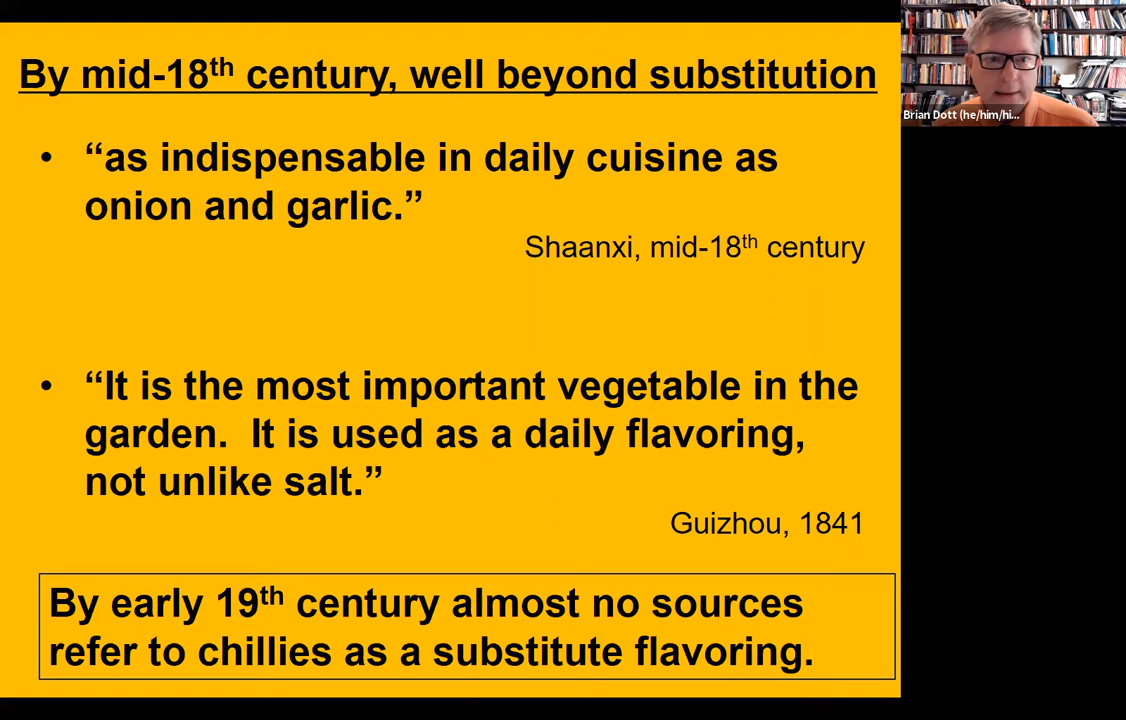 By mid-18th century, well beyond substitution
Brian Dott (he/him/hi...
• “as indispensable in daily cuisine as
onion and garlic.”
Shaanxi, mid-18th century
• “It is the most important vegetable in the
garden.  It is used as a daily flavoring,
not unlike salt.”
Guizhou, 1841
By early 19th century almost no sources
refer to chillies as a substitute flavoring.